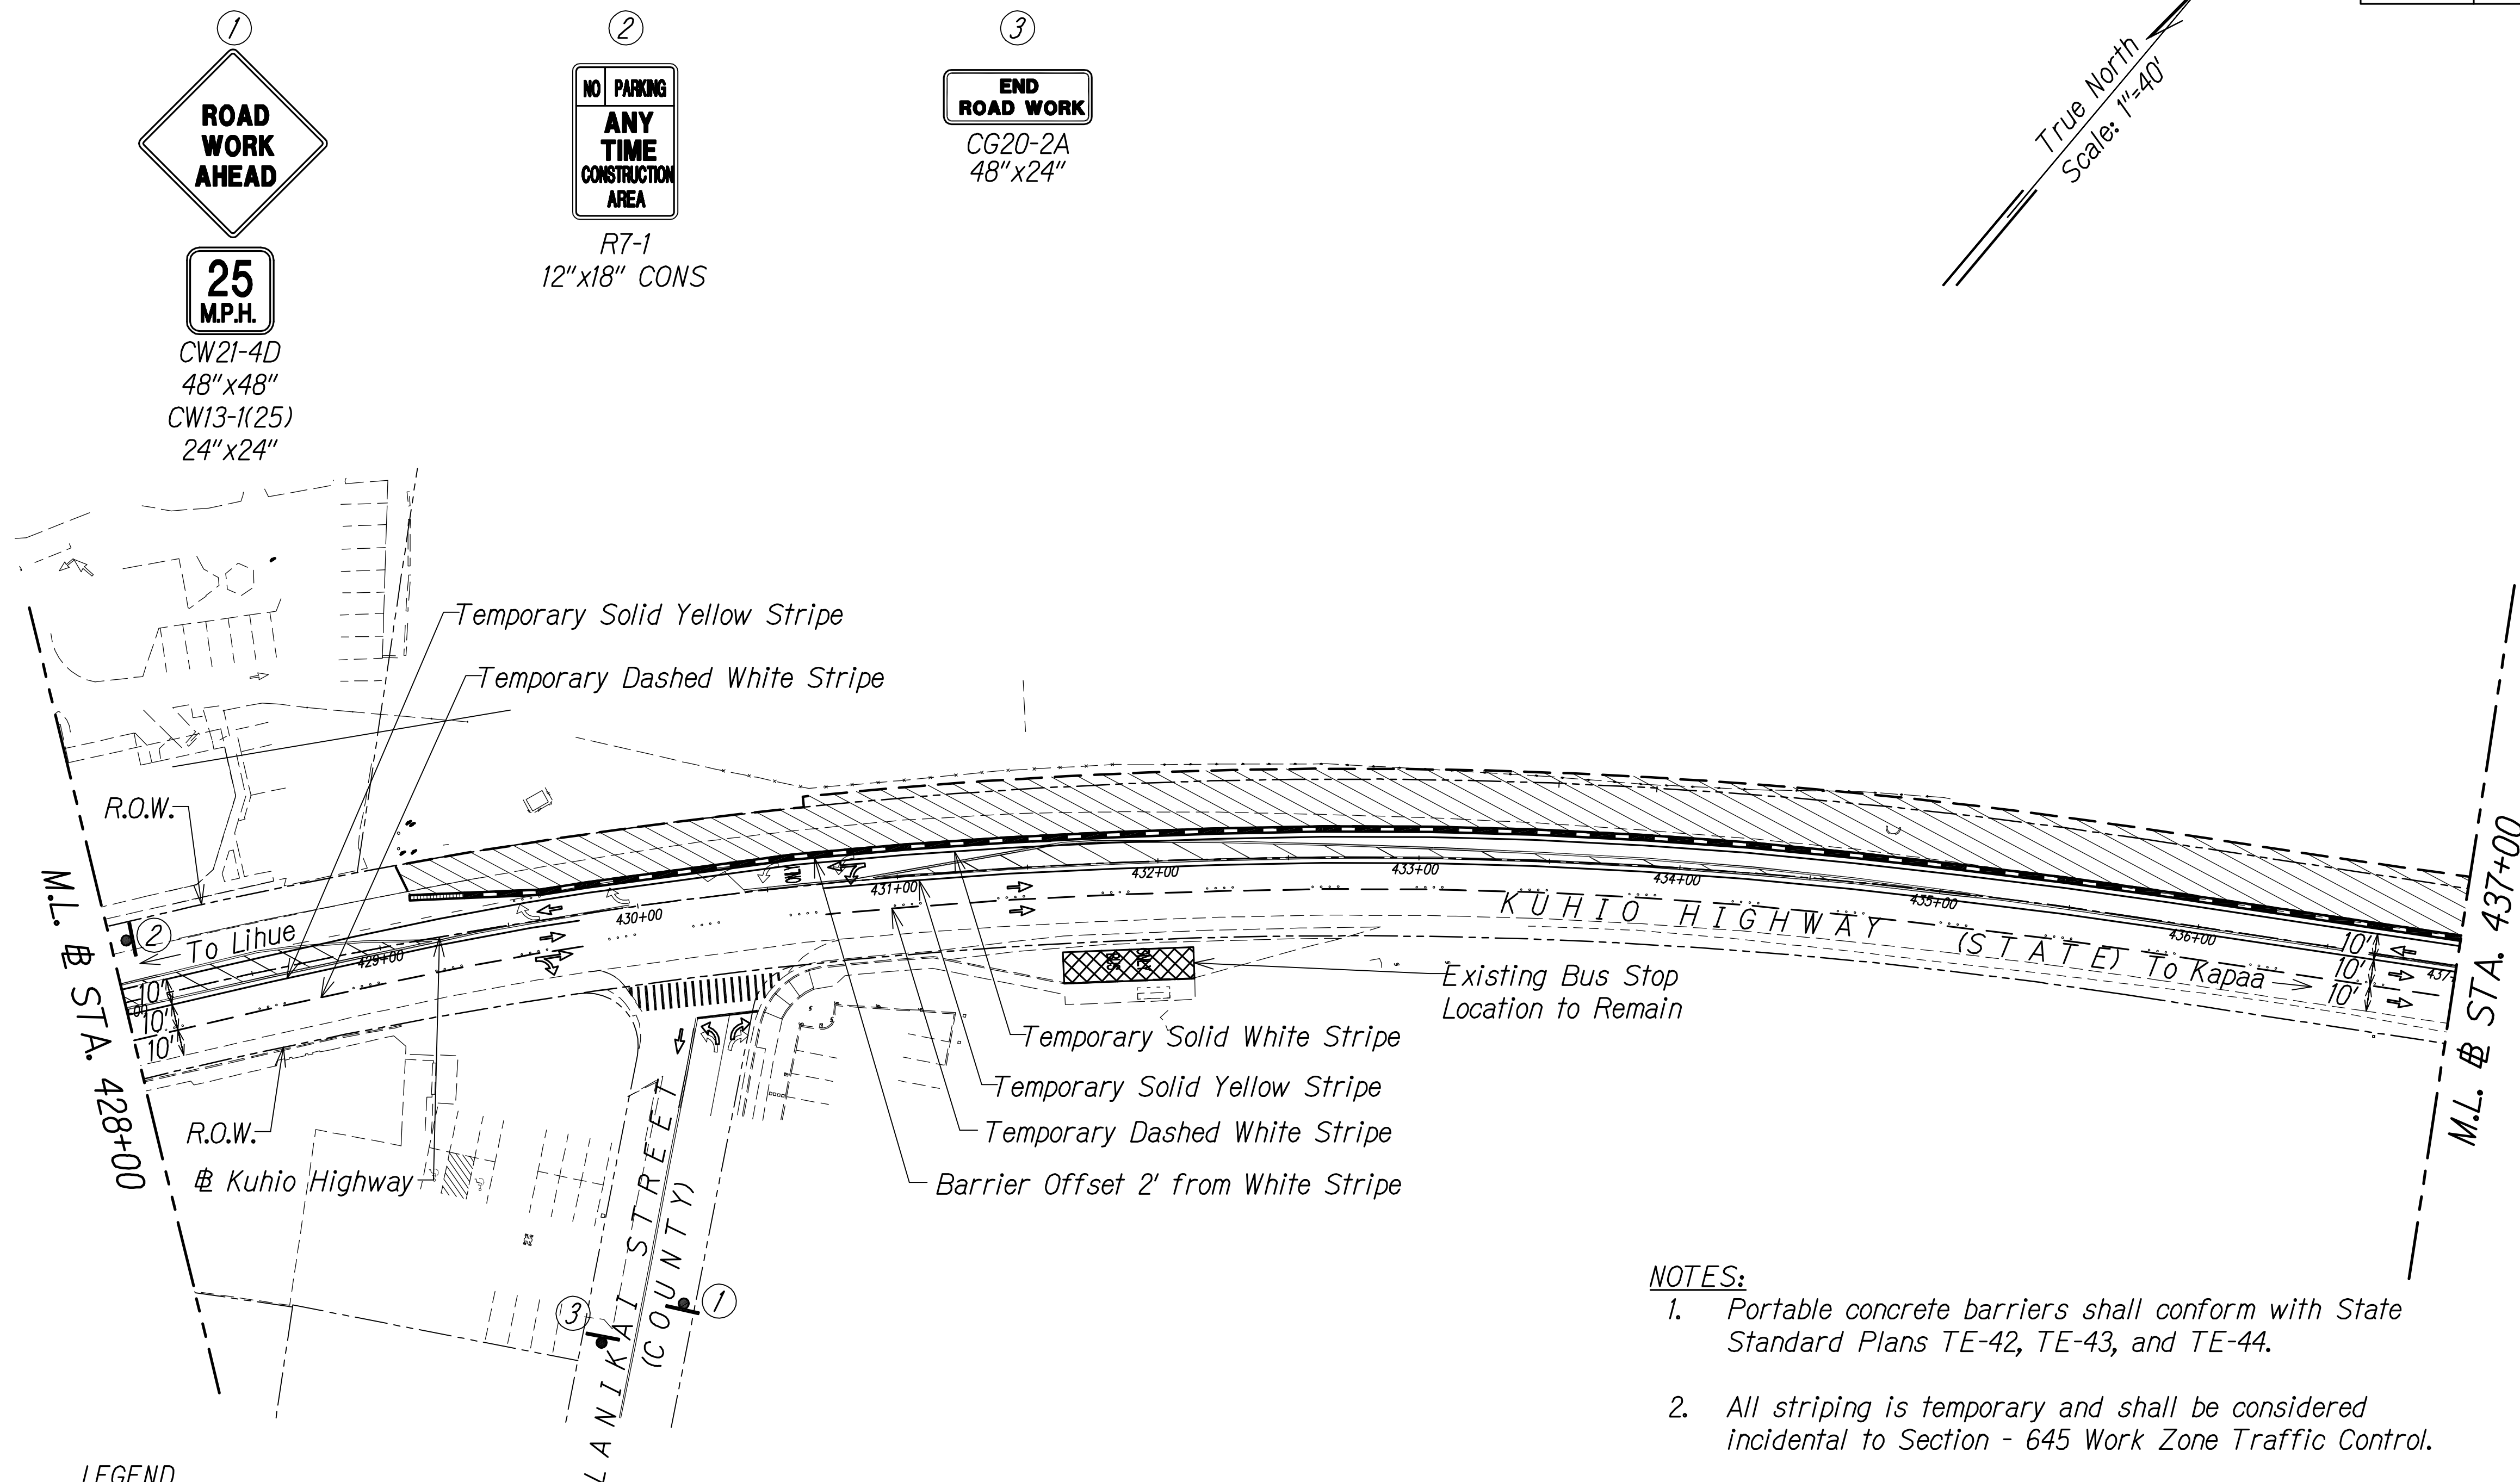 1
ROAD
WORK
AHEAD
25
M.P.H.
CW21-4D
48"x48"
CW13-1(25)
24"x24"
2
NO PARKING
ANY
TIME
CONSTRUCTION
AREA
R7-1
12"x18" CONS
3
END
ROAD WORK
CG20-2A
48"x24"
True North
Scale: 1"=40'
Temporary Solid Yellow Stripe
Temporary Dashed White Stripe
R.O.W.
2
To Lihue
M.L. ℄ STA. 428+00
10'
10'
10'
429+00
430+00
431+00
432+00
433+00
434+00
435+00
436+00
437+
ONLY
KUHIO HIGHWAY (STATE)
To Kapaa
10'
10'
10'
M.L. ℄ STA. 437+00
BUS
Existing Bus Stop
Location to Remain
Temporary Solid White Stripe
Temporary Solid Yellow Stripe
Temporary Dashed White Stripe
Barrier Offset 2' from White Stripe
R.O.W.
℄ Kuhio Highway
LANIKAI STREET
(COUNTY)
3
1
NOTES:
1. Portable concrete barriers shall conform with State
Standard Plans TE-42, TE-43, and TE-44.
2. All striping is temporary and shall be considered
incidental to Section - 645 Work Zone Traffic Control.
LEGEND